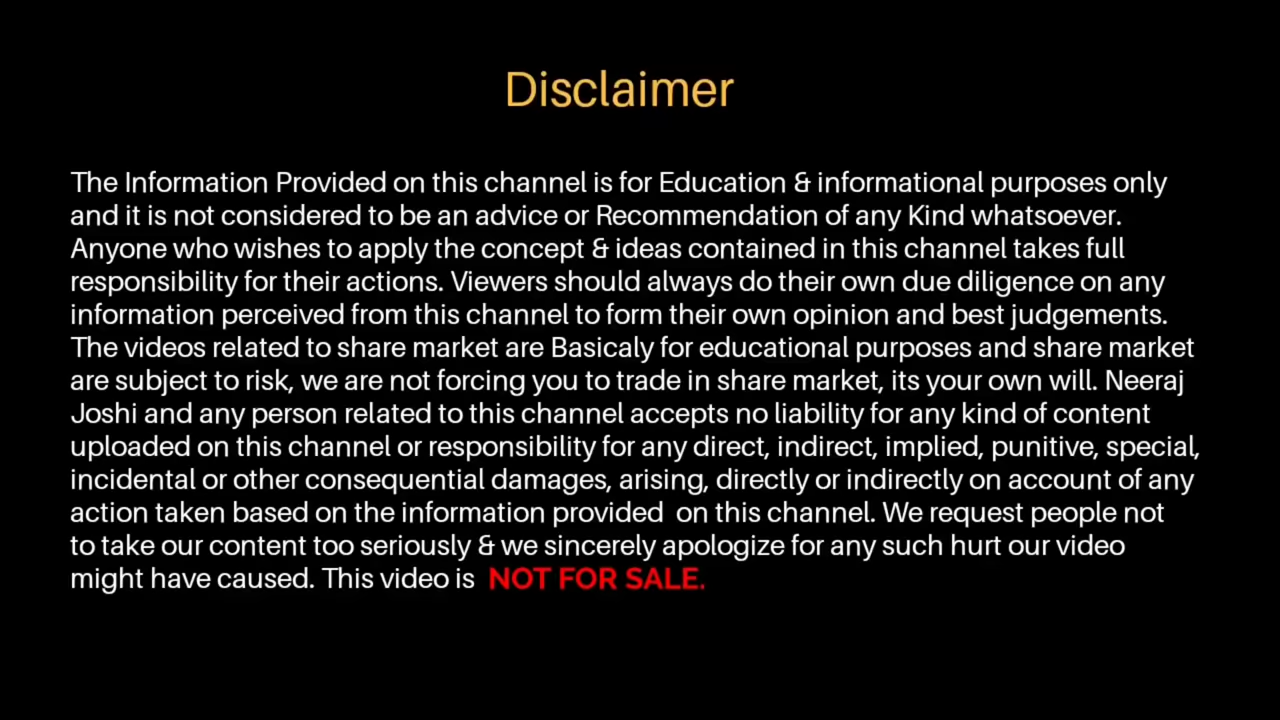 Disclaimer
The Information Provided on this channel is for Education & informational purposes only
and it is not considered to be an advice or Recommendation of any Kind whatsoever.
Anyone who wishes to apply the concept & ideas contained in this channel takes full
responsibility for their actions. Viewers should always do their own due diligence on any
information perceived from this channel to form their own opinion and best judgements.
The videos related to share market are Basicaly for educational purposes and share market
are subject to risk, we are not forcing you to trade in share market, its your own will. Neeraj
Joshi and any person related to this channel accepts no liability for any kind of content
uploaded on this channel or responsibility for any direct, indirect, implied, punitive, special,
incidental or other consequential damages, arising, directly or indirectly on account of any
action taken based on the information provided  on this channel. We request people not
to take our content too seriously & we sincerely apologize for any such hurt our video
might have caused. This video is  NOT FOR SALE.